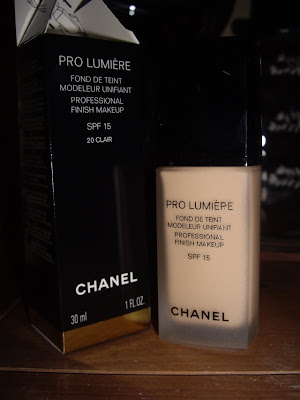 PRO LUMIÈRE
FOND DE TEINT
MODELEUR UNIFIANT
PROFESSIONAL
FINISH MAKEUP
SPF 15
20 CLAIR
CHANEL
30 ml
1 FL.OZ.
PRO LUMIÈRE
FOND DE TEINT
MODELEUR UNIFIANT
PROFESSIONAL
FINISH MAKEUP
SPF 15
CHANEL